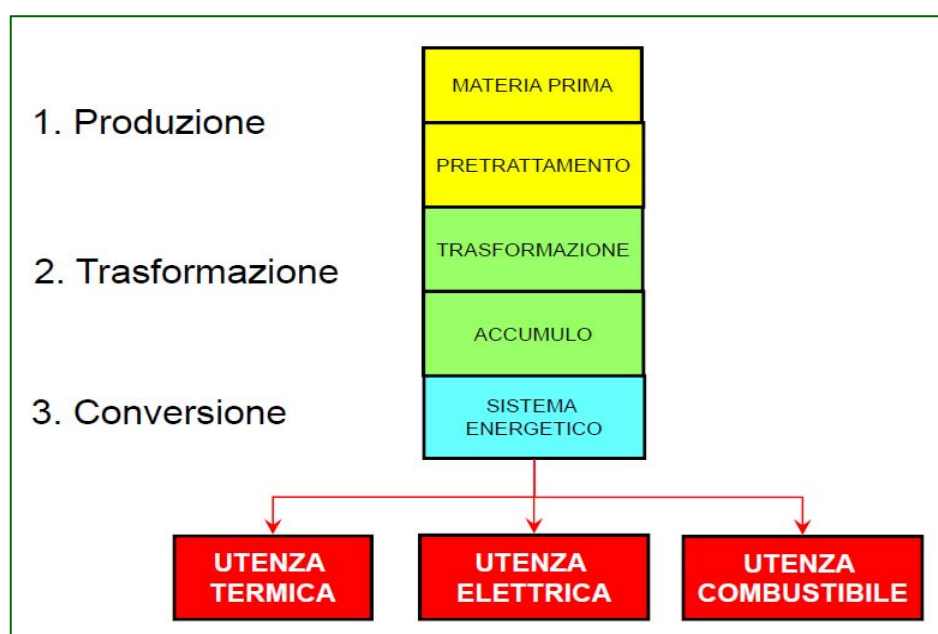 MATERIA PRIMA
1. Produzione
PRETRATTAMENTO
TRASFORMAZIONE
2. Trasformazione
ACCUMULO
3. Conversione
SISTEMA
ENERGETICO
UTENZA
TERMICA
UTENZA
ELETTRICA
UTENZA
COMBUSTIBILE